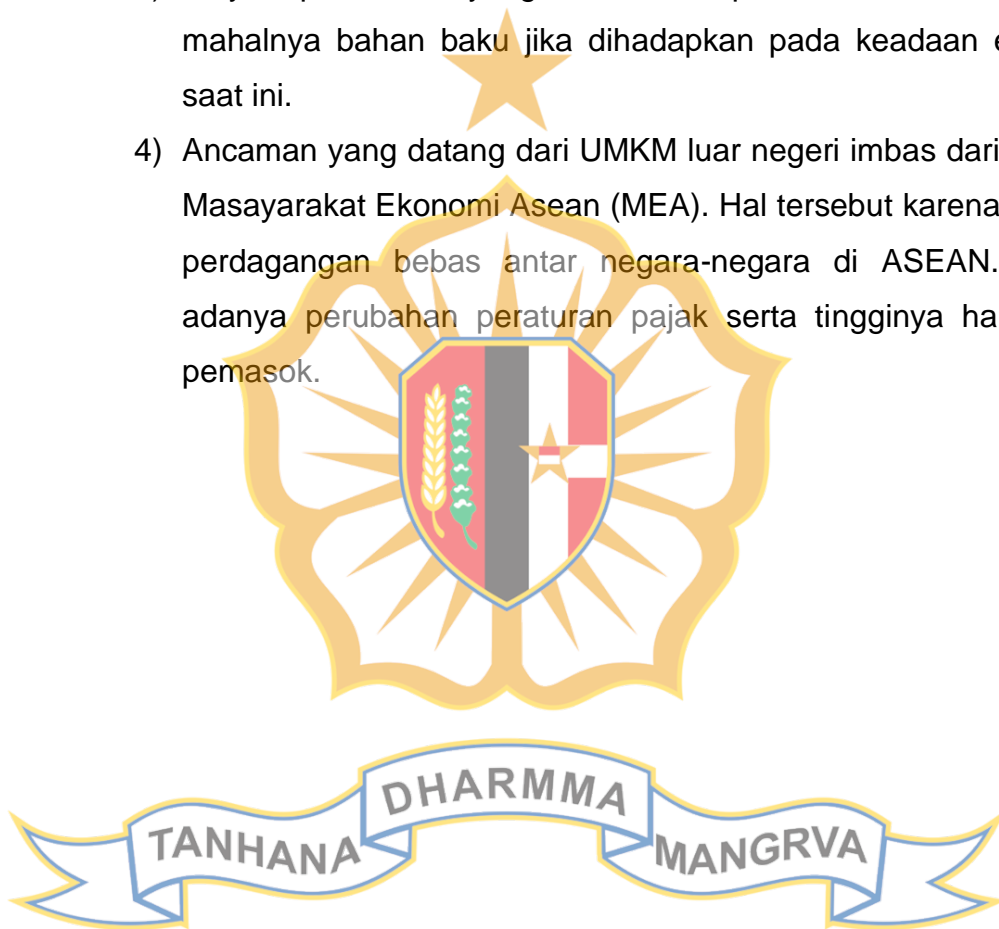 mahalnya bahan baku jika dihadapkan pada keadaan
saat ini.
4) Ancaman yang datang dari UMKM luar negeri imbas dari
Masayarakat Ekonomi Asean (MEA). Hal tersebut karena
perdagangan bebas antar negara-negara di ASEAN.
adanya perubahan peraturan pajak serta tingginya
pemasok.
TANHANA DHARMMA MANGRVA